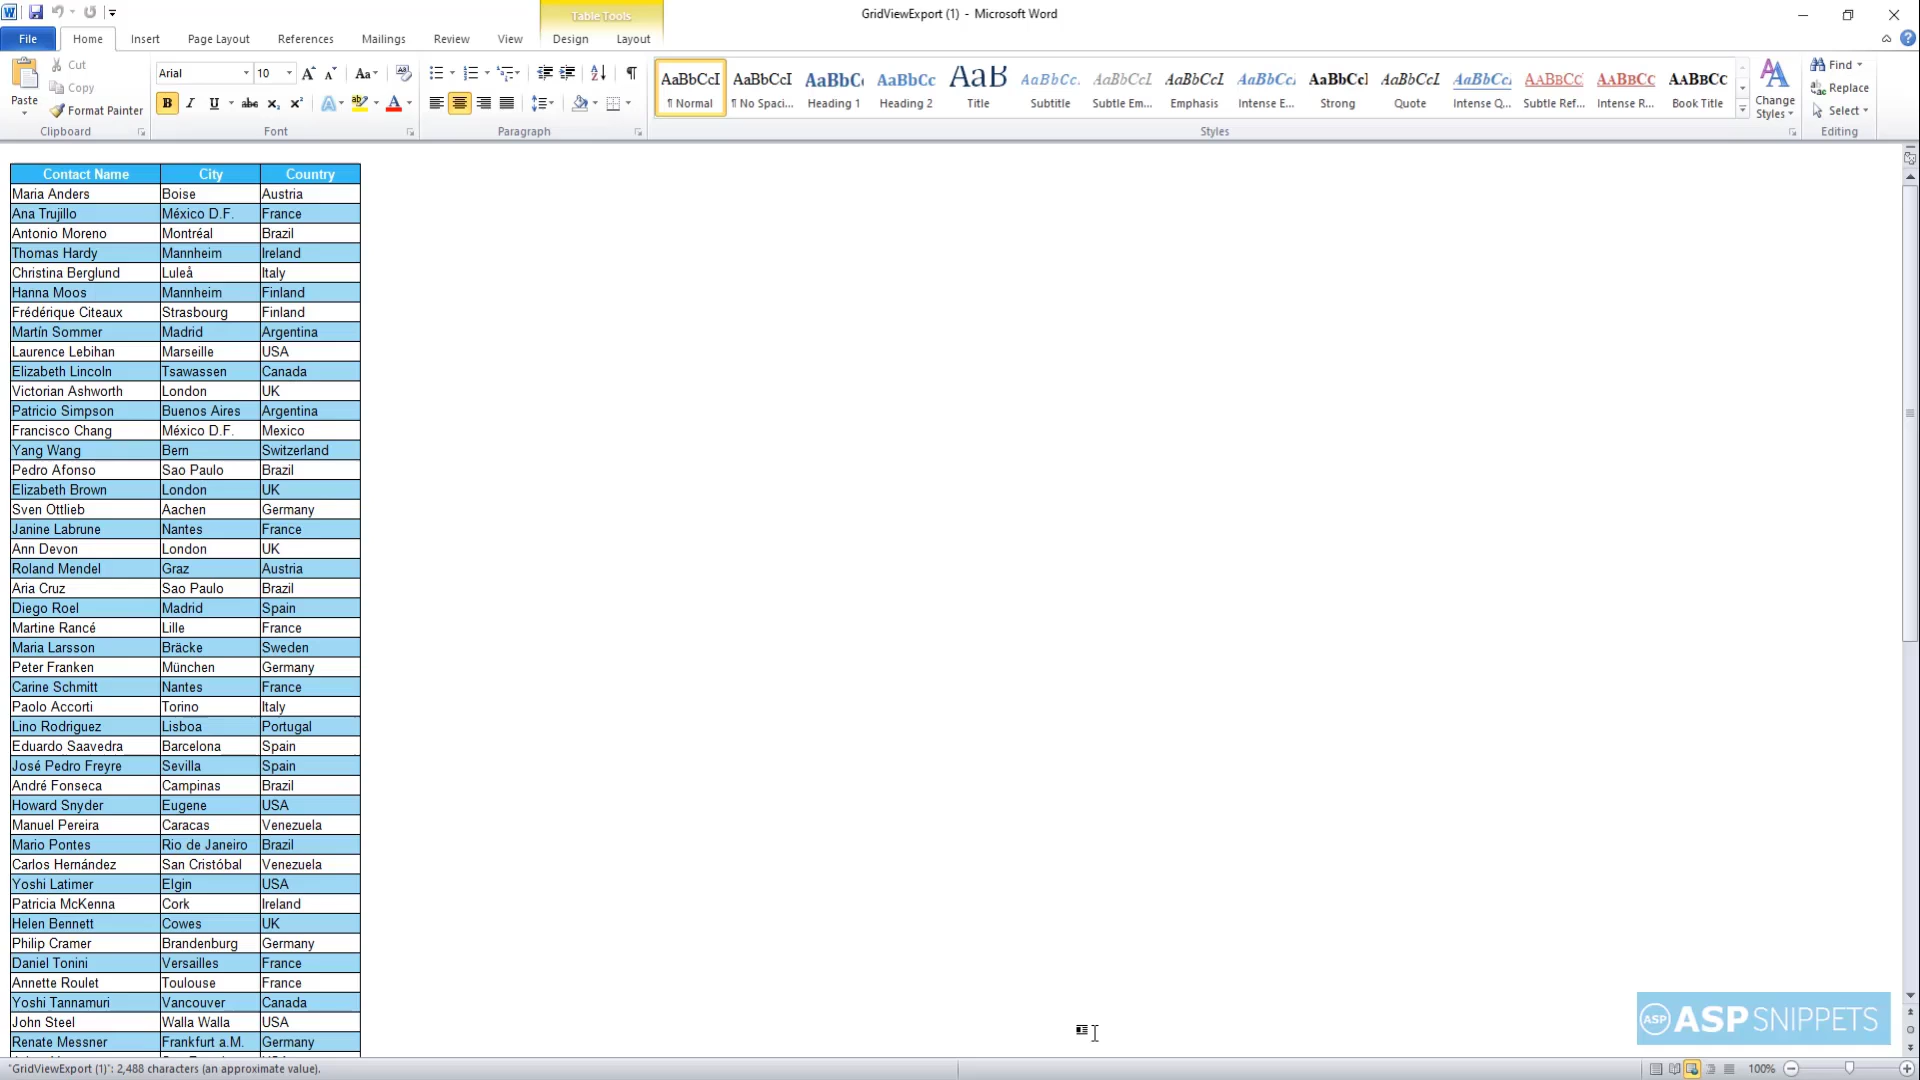 GridViewExport (1) - Microsoft Word
Table Tools
File Home Insert Page Layout References Mailings Review View Design Layout
Paste
Cut
Copy
Format Painter
Clipboard
Arial 10
Font
Paragraph
AaBbCcI AaBbCcI AaBbC AaBbCc AaB AaBbCc. AaBbCcL AaBbCcL AaBbCcI AaBbCcI AaBbCcL AaBbCcI AABBCC AABBCC AABBCC
¶ Normal ¶ No Spaci... Heading 1 Heading 2 Title Subtitle Subtle Em... Emphasis Intense E... Strong Quote Intense Q... Subtle Ref... Intense R... Book Title
Change Styles
Styles
Find
Replace
Select
Editing
Contact Name City Country
Maria Anders Boise Austria
Ana Trujillo México D.F. France
Antonio Moreno Montréal Brazil
Thomas Hardy Mannheim Ireland
Christina Berglund Luleå Italy
Hanna Moos Mannheim Finland
Frédérique Citeaux Strasbourg Finland
Martín Sommer Madrid Argentina
Laurence Lebihan Marseille USA
Elizabeth Lincoln Tsawassen Canada
Victorian Ashworth London UK
Patricio Simpson Buenos Aires Argentina
Francisco Chang México D.F. Mexico
Yang Wang Bern Switzerland
Pedro Afonso Sao Paulo Brazil
Elizabeth Brown London UK
Sven Ottlieb Aachen Germany
Janine Labrune Nantes France
Ann Devon London UK
Roland Mendel Graz Austria
Aria Cruz Sao Paulo Brazil
Diego Roel Madrid Spain
Martine Rancé Lille France
Maria Larsson Bräcke Sweden
Peter Franken München Germany
Carine Schmitt Nantes France
Paolo Accorti Torino Italy
Lino Rodriguez Lisboa Portugal
Eduardo Saavedra Barcelona Spain
José Pedro Freyre Sevilla Spain
André Fonseca Campinas Brazil
Howard Snyder Eugene USA
Manuel Pereira Caracas Venezuela
Mario Pontes Rio de Janeiro Brazil
Carlos Hernández San Cristóbal Venezuela
Yoshi Latimer Elgin USA
Patricia McKenna Cork Ireland
Helen Bennett Cowes UK
Philip Cramer Brandenburg Germany
Daniel Tonini Versailles France
Annette Roulet Toulouse France
Yoshi Tannamuri Vancouver Canada
John Steel Walla Walla USA
Renate Messner Frankfurt a.M. Germany
ASP ASPSNIPPETS
"GridViewExport (1)": 2,488 characters (an approximate value).
100%